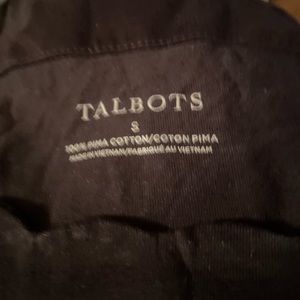 TALBOTS
S
100% PIMA COTTON/COTON PIMA
MADE IN VIETNAM/FABRIQUÉ AU VIETNAM